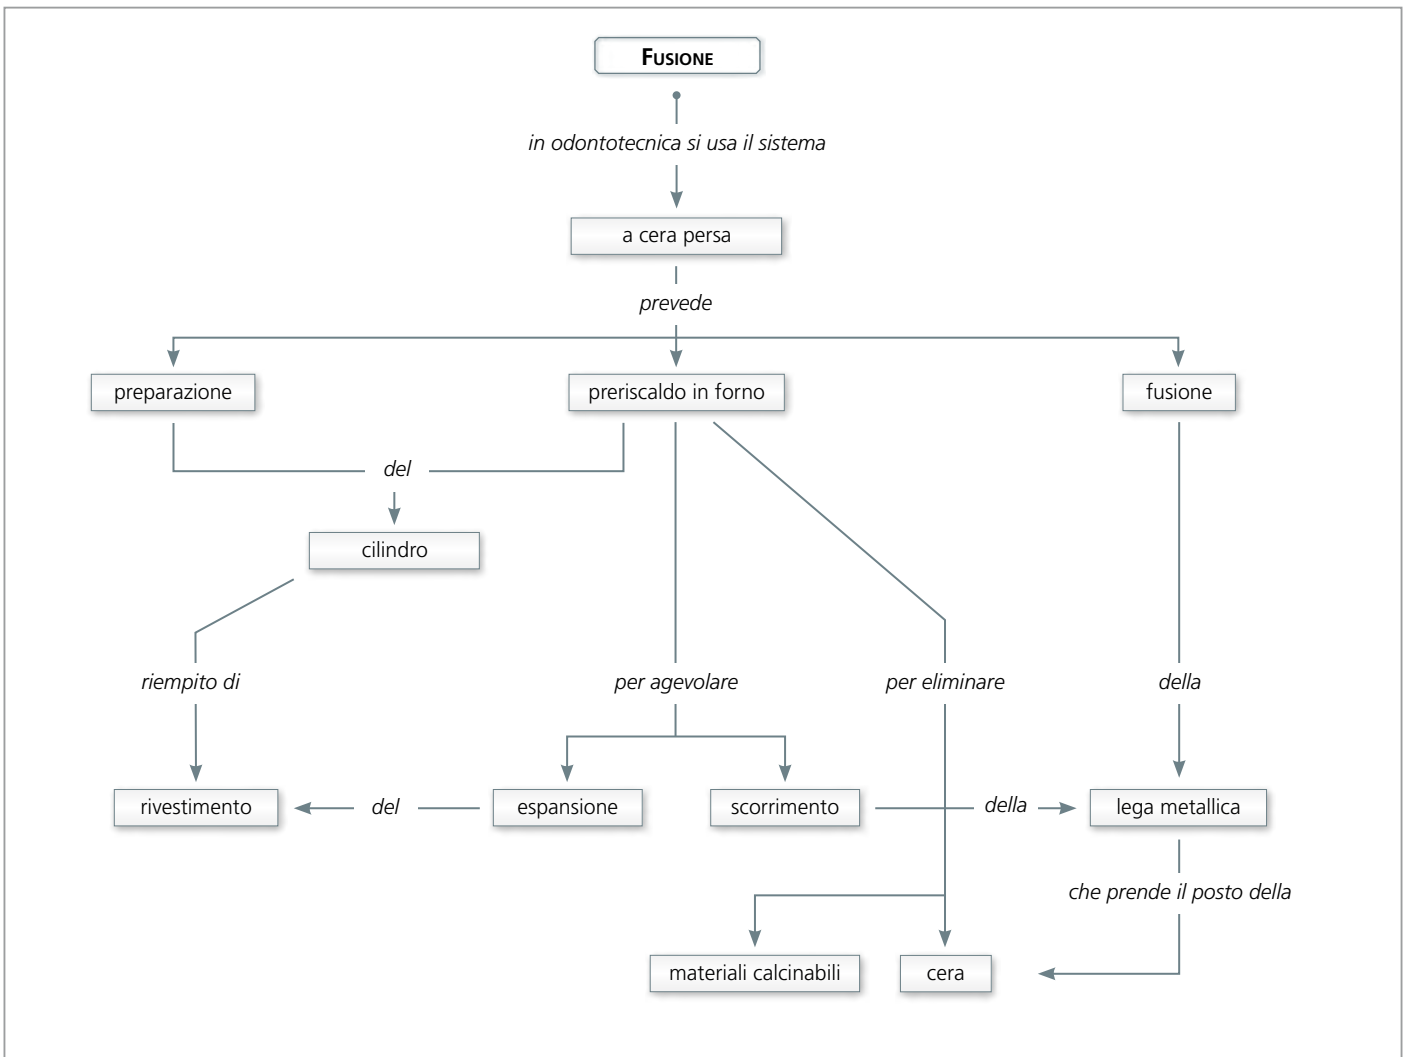 FUSIONE
in odontotecnica si usa il sistema
a cera persa
prevede
preparazione
preriscaldo in forno
fusione
del
cilindro
riempito di
per agevolare
per eliminare
della
rivestimento
del
espansione
scorrimento
della
lega metallica
che prende il posto della
materiali calcinabili
cera